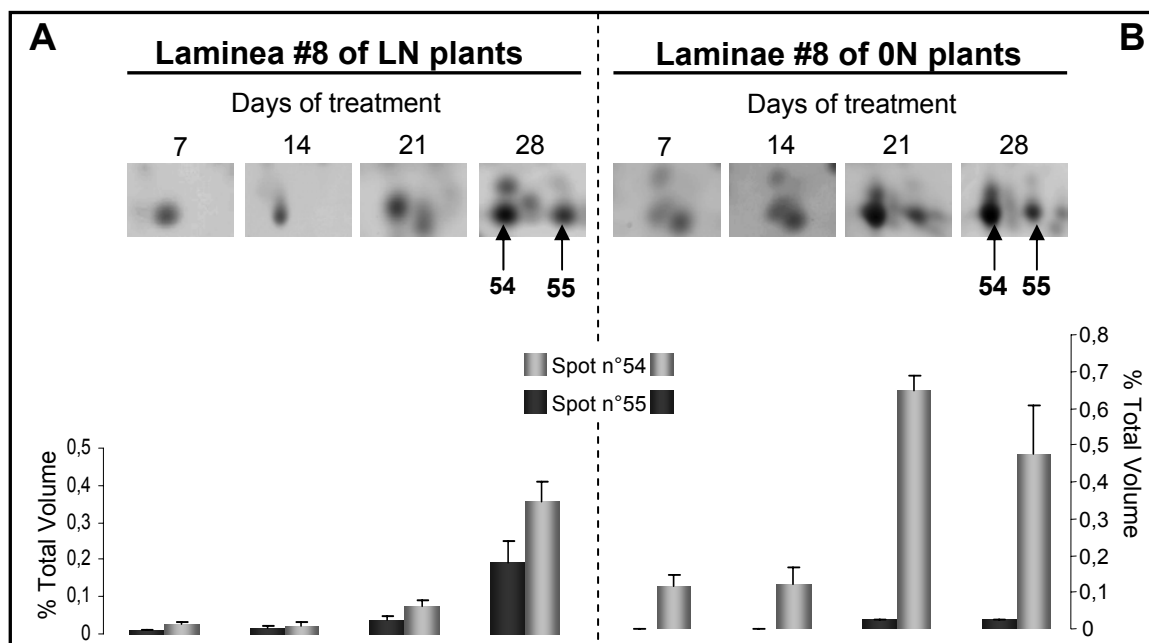 A
B
Laminea #8 of LN plants
Laminae #8 of 0N plants
Days of treatment
Days of treatment
7 14 21 28
7 14 21 28
54 55
54 55
Spot n°54
Spot n°55
% Total Volume
0,5
0,4
0,3
0,2
0,1
0
0,8
0,7
0,6
0,5
0,4
0,3
0,2
0,1
0
% Total Volume